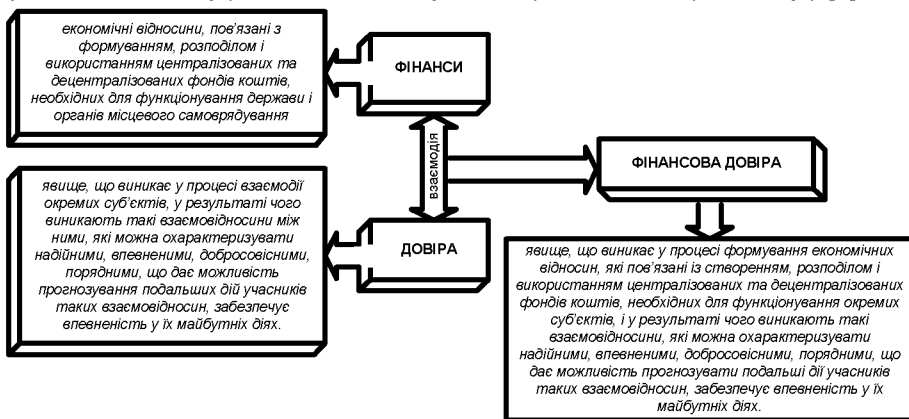 економічні відносини, пов’язані з
формуванням, розподілом і
використанням централізованих та
децентралізованих фондів коштів,
необхідних для функціонування держави і
органів місцевого самоврядування
ФІНАНСИ
взаємодія
ФІНАНСОВА ДОВІРА
явище, що виникає у процесі взаємодії
окремих суб’єктів, у результаті чого
виникають такі взаємовідносини між
ними, які можна охарактеризувати
надійними, впевненими, добросовісними,
порядними, що дає можливість
прогнозування подальших дій учасників
таких взаємовідносин, забезпечує
впевненість у їх майбутніх діях.
ДОВІРА
явище, що виникає у процесі формування економічних
відносин, які пов’язані із створенням, розподілом і
використанням централізованих та децентралізованих
фондів коштів, необхідних для функціонування окремих
суб’єктів, і у результаті чого виникають такі
взаємовідносини, які можна охарактеризувати
надійними, впевненими, добросовісними, порядними, що
дає можливість прогнозувати подальші дії учасників
таких взаємовідносин, забезпечує впевненість у їх
майбутніх діях.